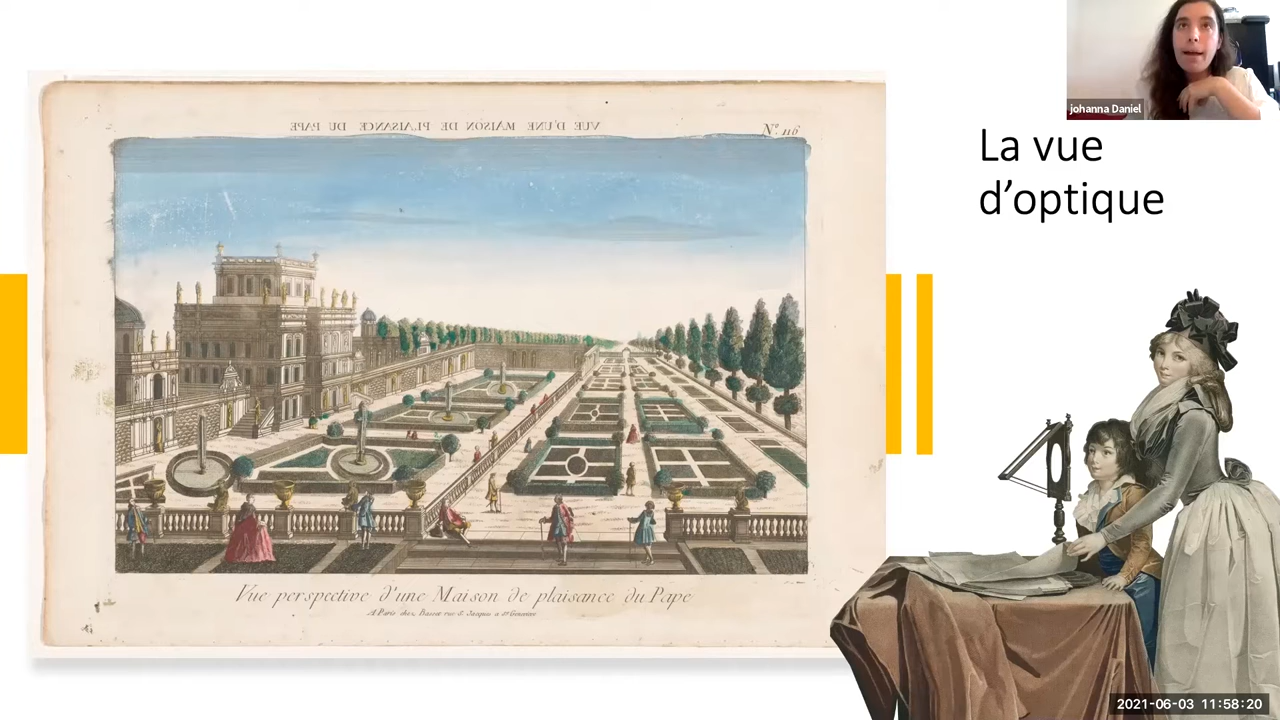 johanna Daniel
La vue
d’optique
VUE D'UNE MAISON DE PLAISANCE DU PAPE
N.º 116
Vue perspective d'une Maison de plaisance du Pape
A Paris chez Basset rue S. Jacques a Ste Genevieve
2021-06-03 11:58:20